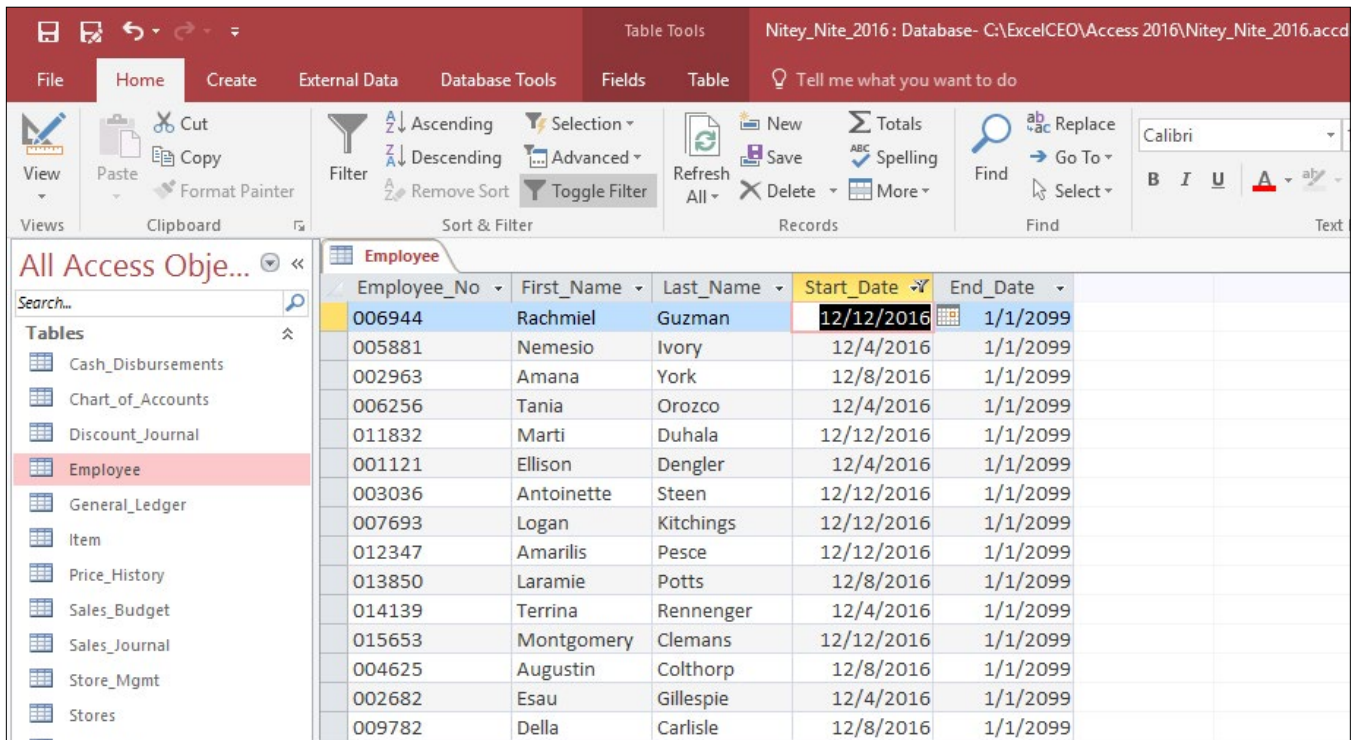 Table Tools Nitey_Nite_2016 : Database- C:\ExcelCEO\Access 2016\Nitey_Nite_2016.accd
File Home Create External Data Database Tools Fields Table Tell me what you want to do
View
Paste
Cut
Copy
Format Painter
Filter
Ascending
Descending
Remove Sort
Selection
Advanced
Toggle Filter
Refresh
All
New
Save
Delete
Totals
Spelling
More
Find
Replace
Go To
Select
Calibri
B I U A
Views Clipboard Sort & Filter Records Find Text
All Access Obje...
Search...
Tables
Cash_Disbursements
Chart_of_Accounts
Discount_Journal
Employee
General_Ledger
Item
Price_History
Sales_Budget
Sales_Journal
Store_Mgmt
Stores
Employee
Employee_No First_Name Last_Name Start_Date End_Date
006944 Rachmiel Guzman 12/12/2016 1/1/2099
005881 Nemesio Ivory 12/4/2016 1/1/2099
002963 Amana York 12/8/2016 1/1/2099
006256 Tania Orozco 12/4/2016 1/1/2099
011832 Marti Duhala 12/12/2016 1/1/2099
001121 Ellison Dengler 12/4/2016 1/1/2099
003036 Antoinette Steen 12/12/2016 1/1/2099
007693 Logan Kitchings 12/12/2016 1/1/2099
012347 Amarilis Pesce 12/12/2016 1/1/2099
013850 Laramie Potts 12/8/2016 1/1/2099
014139 Terrina Rennenger 12/4/2016 1/1/2099
015653 Montgomery Clemans 12/12/2016 1/1/2099
004625 Augustin Colthorp 12/8/2016 1/1/2099
002682 Esau Gillespie 12/4/2016 1/1/2099
009782 Della Carlisle 12/8/2016 1/1/2099